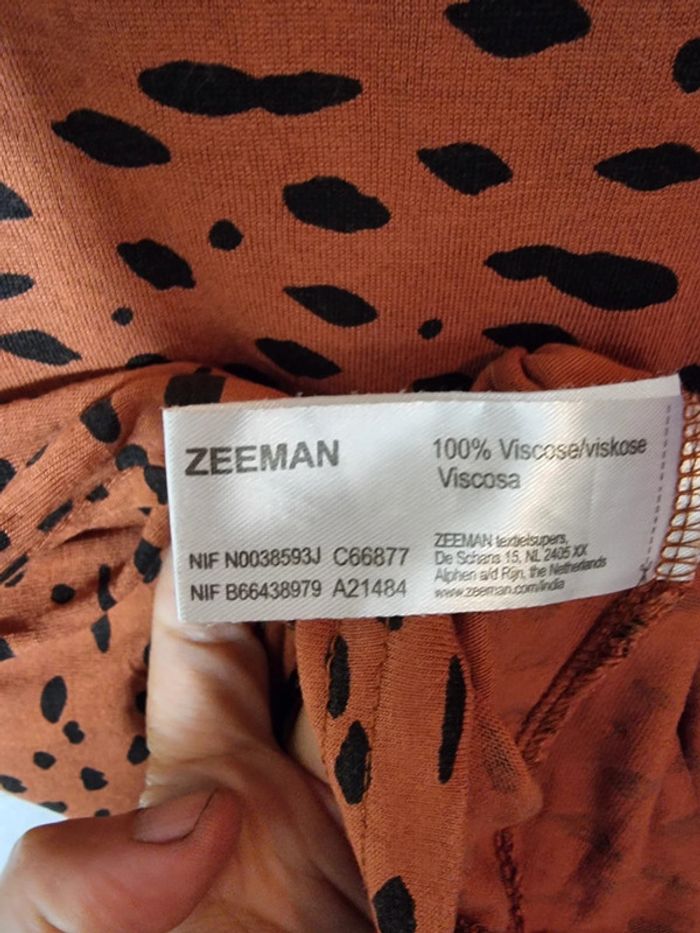 ZEEMAN
100% Viscose/viskose
Viscosa
NIF N0038593J C66877
NIF B66438979 A21484
ZEEMAN textielsupers,
De Schans 15, NL 2405 XX
Alphen a/d Rijn, the Netherlands
www.zeeman.com/india